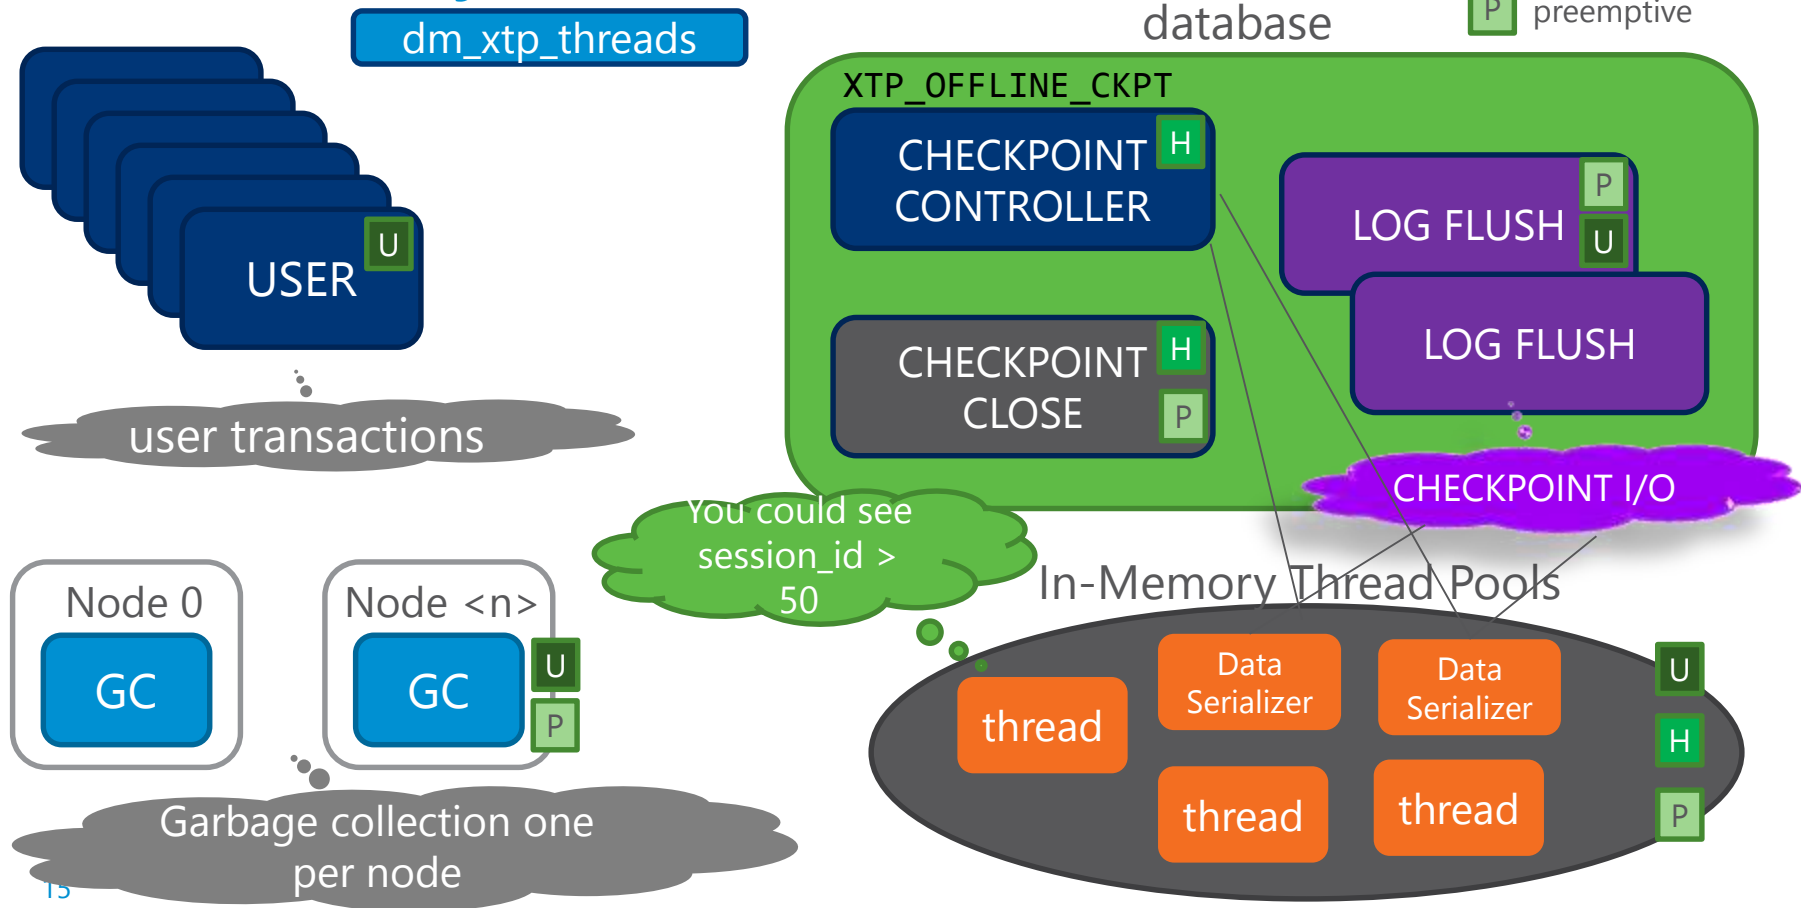 dm_xtp_threads
database
P
preemptive
XTP_OFFLINE_CKPT
CHECKPOINT
CONTROLLER
H
P
U
LOG FLUSH
LOG FLUSH
CHECKPOINT
CLOSE
H
P
CHECKPOINT I/O
U
USER
user transactions
You could see
session_id >
50
Node 0
GC
Node <n>
GC
U
P
Garbage collection one
per node
In-Memory Thread Pools
Data
Serializer
Data
Serializer
thread
thread
thread
U
H
P
15